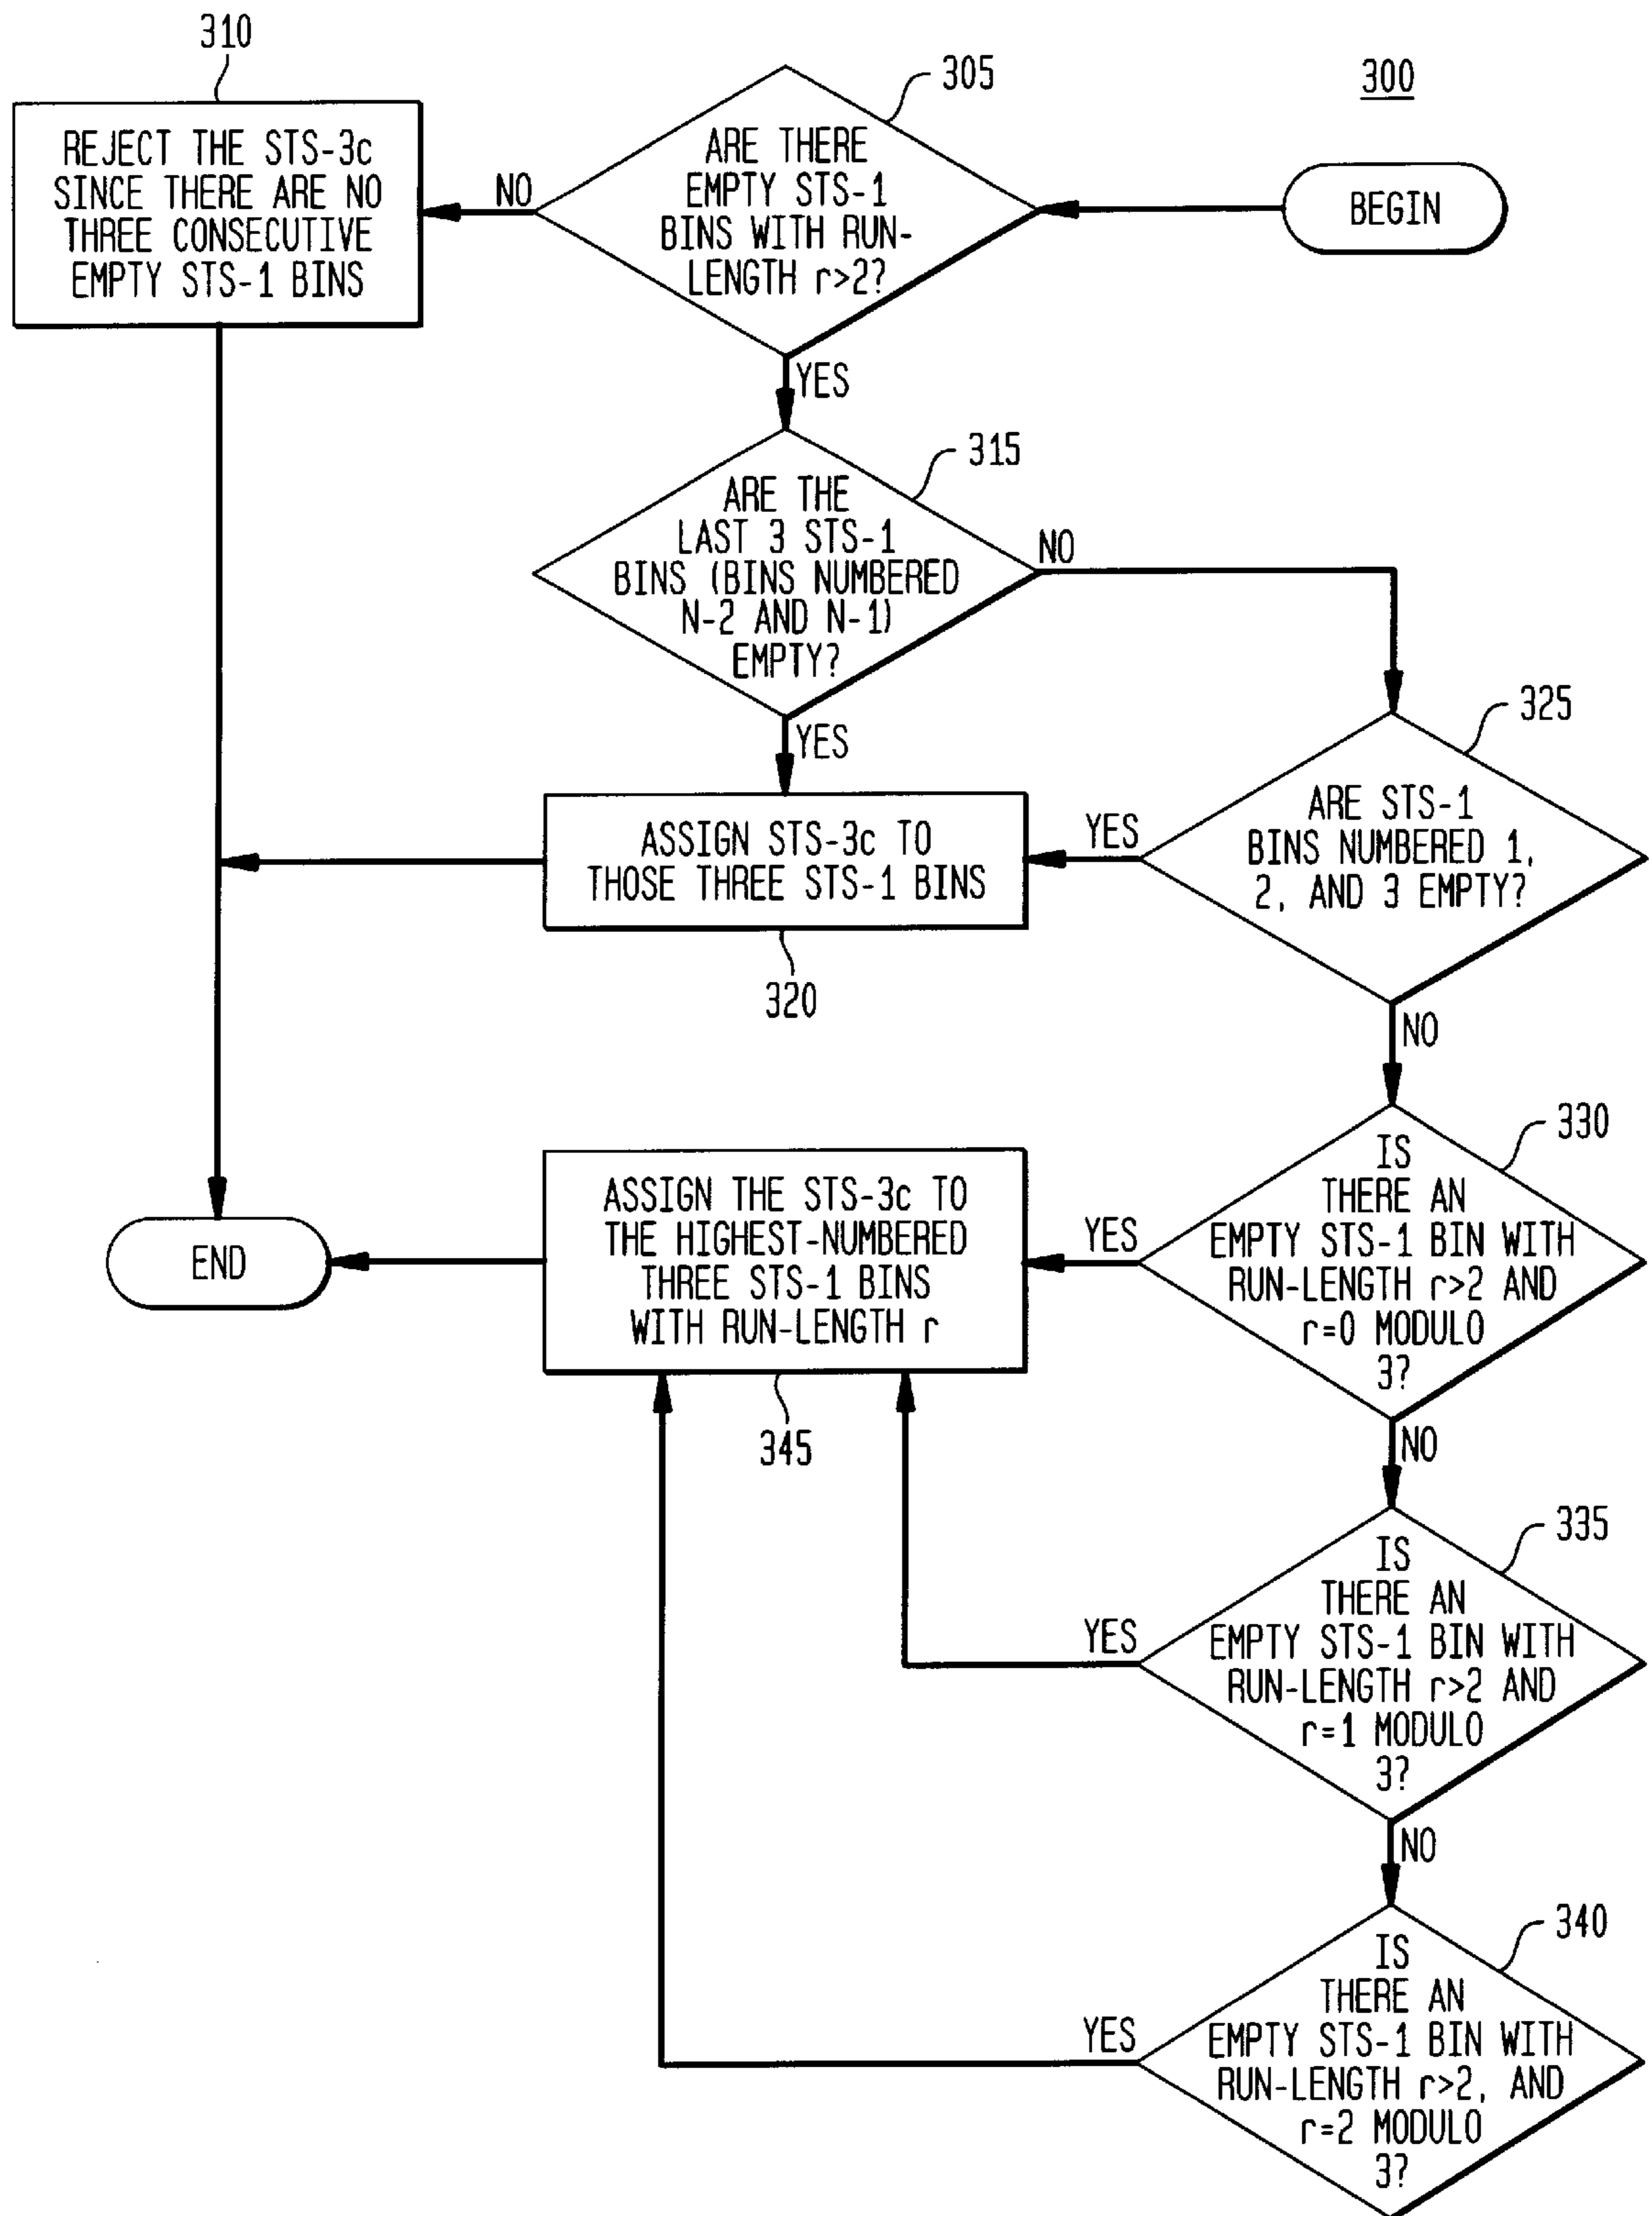 300
BEGIN
305
ARE THERE
EMPTY STS-1
BINS WITH RUN-
LENGTH r>2?
NO
310
REJECT THE STS-3c
SINCE THERE ARE NO
THREE CONSECUTIVE
EMPTY STS-1 BINS
YES
315
ARE THE
LAST 3 STS-1
BINS (BINS NUMBERED
N-2 AND N-1)
EMPTY?
NO
YES
325
ARE STS-1
BINS NUMBERED 1,
2, AND 3 EMPTY?
YES
ASSIGN STS-3c TO
THOSE THREE STS-1 BINS
320
NO
330
IS
THERE AN
EMPTY STS-1 BIN WITH
RUN-LENGTH r>2 AND
r=0 MODULO
3?
YES
ASSIGN THE STS-3c TO
THE HIGHEST-NUMBERED
THREE STS-1 BINS
WITH RUN-LENGTH r
345
END
NO
335
IS
THERE AN
EMPTY STS-1 BIN WITH
RUN-LENGTH r>2 AND
r=1 MODULO
3?
YES
NO
340
IS
THERE AN
EMPTY STS-1 BIN WITH
RUN-LENGTH r>2, AND
r=2 MODULO
3?
YES